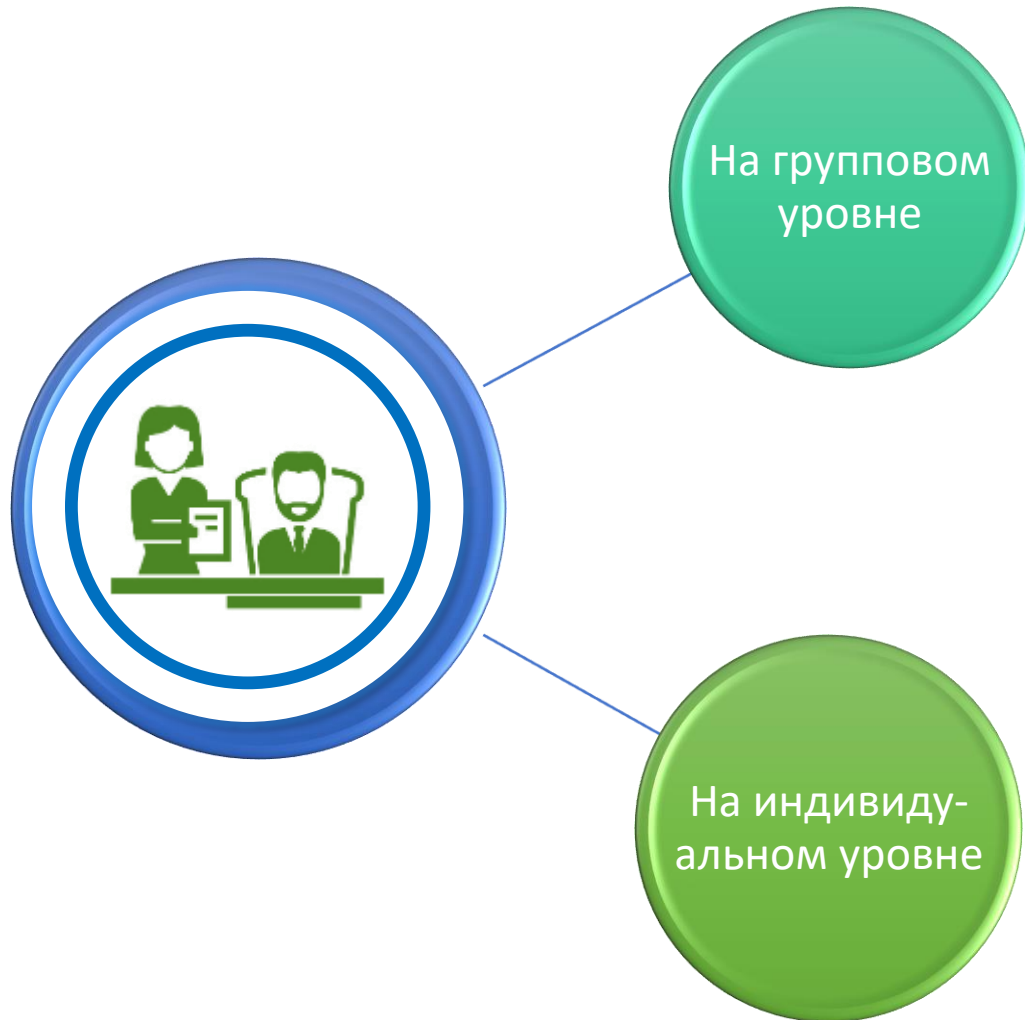 На групповом
уровне
На индивиду-
альном уровне